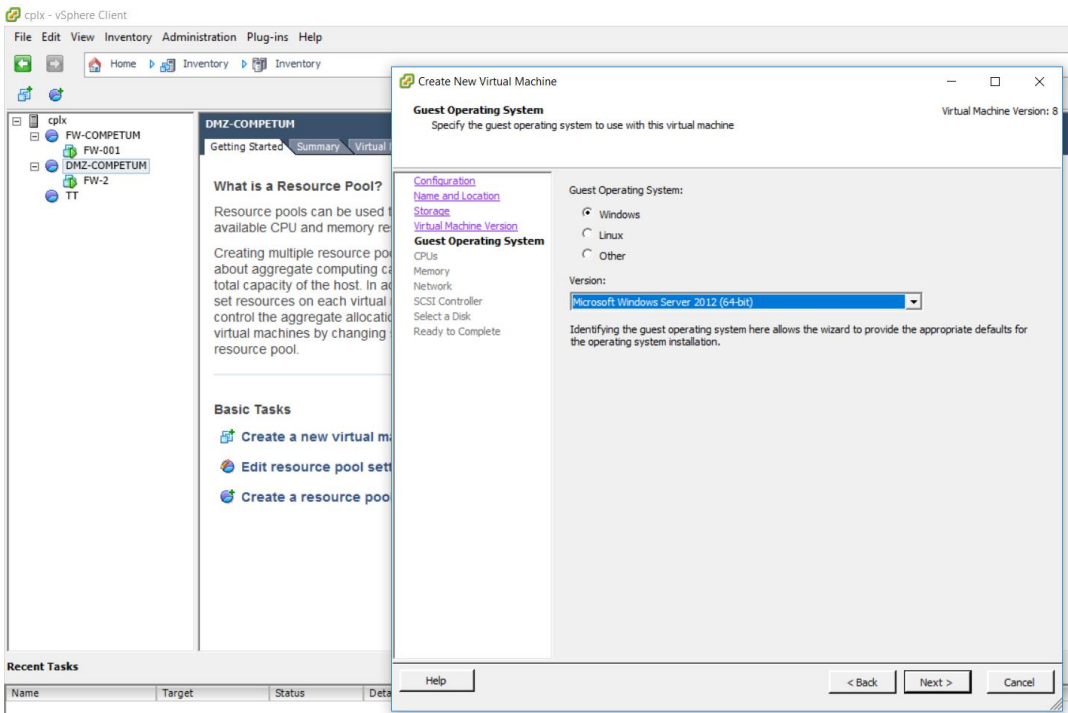 cplx - vSphere Client
File Edit View Inventory Administration Plug-ins Help
Home Inventory Inventory
cplx
FW-COMPETUM
FW-001
DMZ-COMPETUM
FW-2
TT
DMZ-COMPETUM
Getting Started Summary Virtual
What is a Resource Pool?
Resource pools can be used
available CPU and memory re
Creating multiple resource poo
about aggregate computing ca
total capacity of the host. In ad
set resources on each virtual
control the aggregate allocatio
virtual machines by changing
resource pool.
Basic Tasks
Create a new virtual ma
Edit resource pool sett
Create a resource poo
Create New Virtual Machine
Guest Operating System
Specify the guest operating system to use with this virtual machine
Virtual Machine Version: 8
Configuration
Name and Location
Storage
Virtual Machine Version
Guest Operating System
CPUs
Memory
Network
SCSI Controller
Select a Disk
Ready to Complete
Guest Operating System:
Windows
Linux
Other
Version:
Microsoft Windows Server 2012 (64-bit)
Identifying the guest operating system here allows the wizard to provide the appropriate defaults for
the operating system installation.
Help < Back Next > Cancel
Recent Tasks
Name Target Status Deta